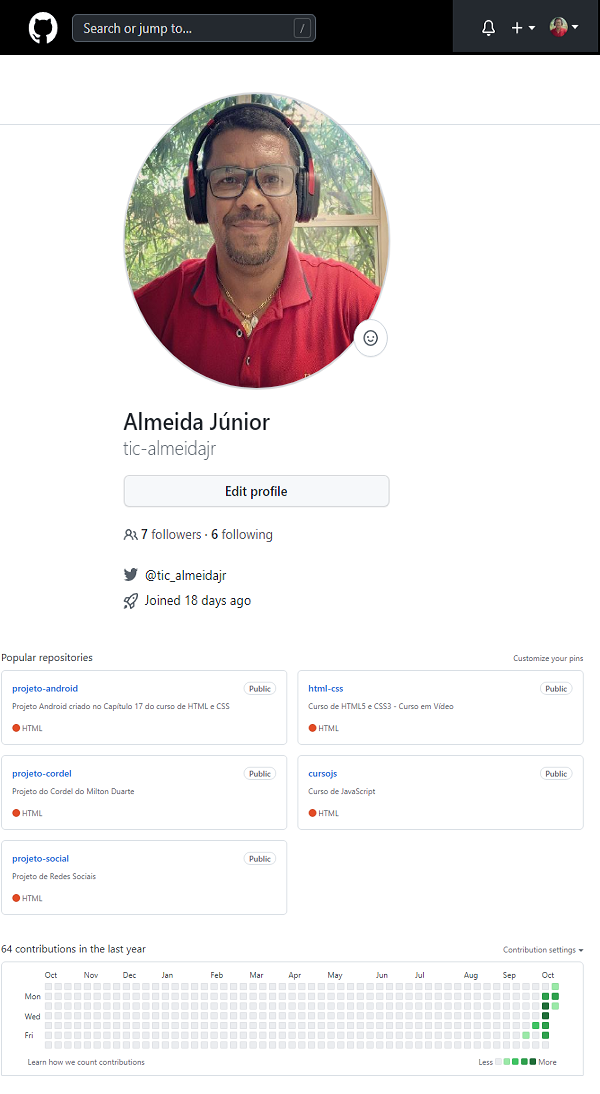 Search or jump to... /
Almeida Júnior
tic-almeidajr
Edit profile
7 followers · 6 following
@tic_almeidajr
Joined 18 days ago
Popular repositories Customize your pins
projeto-android Public
Projeto Android criado no Capítulo 17 do curso de HTML e CSS
HTML
html-css Public
Curso de HTML5 e CSS3 - Curso em Vídeo
HTML
projeto-cordel Public
Projeto do Cordel do Milton Duarte
HTML
cursojs Public
Curso de JavaScript
HTML
projeto-social Public
Projeto de Redes Sociais
HTML
64 contributions in the last year Contribution settings
Oct Nov Dec Jan Feb Mar Apr May Jun Jul Aug Sep Oct
Mon
Wed
Fri
Learn how we count contributions Less More